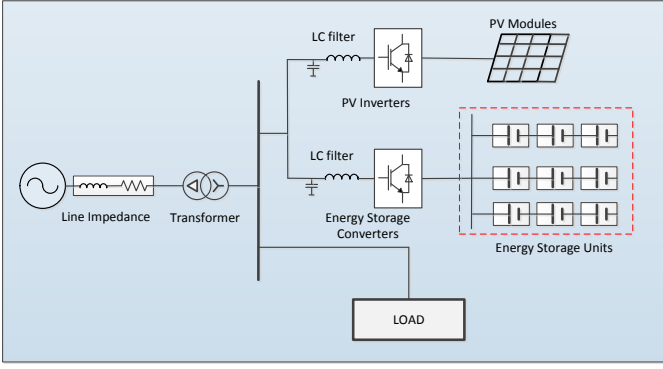 PV Modules
LC filter
PV Inverters
LC filter
Line Impedance
Transformer
Energy Storage
Converters
Energy Storage Units
LOAD